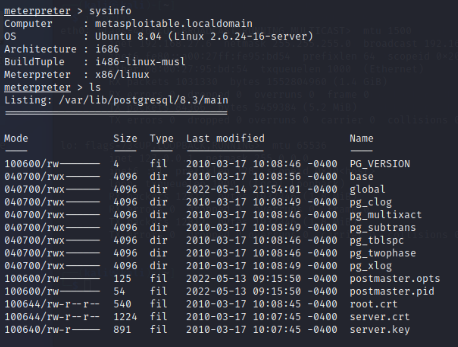 meterpreter > sysinfo
Computer : metasploitable.localdomain
OS : Ubuntu 8.04 (Linux 2.6.24-16-server)
Architecture : i686
BuildTuple : i486-linux-musl
Meterpreter : x86/linux
meterpreter > ls
Listing: /var/lib/postgresql/8.3/main
=====================================
Mode Size Type Last modified Name
---- ---- ---- ------------- ----
100600/rw------- 4 fil 2010-03-17 10:08:46 -0400 PG_VERSION
040700/rwx------ 4096 dir 2010-03-17 10:08:56 -0400 base
040700/rwx------ 4096 dir 2022-05-14 21:54:01 -0400 global
040700/rwx------ 4096 dir 2010-03-17 10:08:49 -0400 pg_clog
040700/rwx------ 4096 dir 2010-03-17 10:08:46 -0400 pg_multixact
040700/rwx------ 4096 dir 2010-03-17 10:08:49 -0400 pg_subtrans
040700/rwx------ 4096 dir 2010-03-17 10:08:46 -0400 pg_tblspc
040700/rwx------ 4096 dir 2010-03-17 10:08:46 -0400 pg_twophase
040700/rwx------ 4096 dir 2010-03-17 10:08:49 -0400 pg_xlog
100600/rw------- 125 fil 2022-05-13 09:15:50 -0400 postmaster.opts
100600/rw------- 54 fil 2022-05-13 09:15:50 -0400 postmaster.pid
100644/rw-r--r-- 540 fil 2010-03-17 10:08:45 -0400 root.crt
100644/rw-r--r-- 1224 fil 2010-03-17 10:07:45 -0400 server.crt
100640/rw-r----- 891 fil 2010-03-17 10:07:45 -0400 server.key